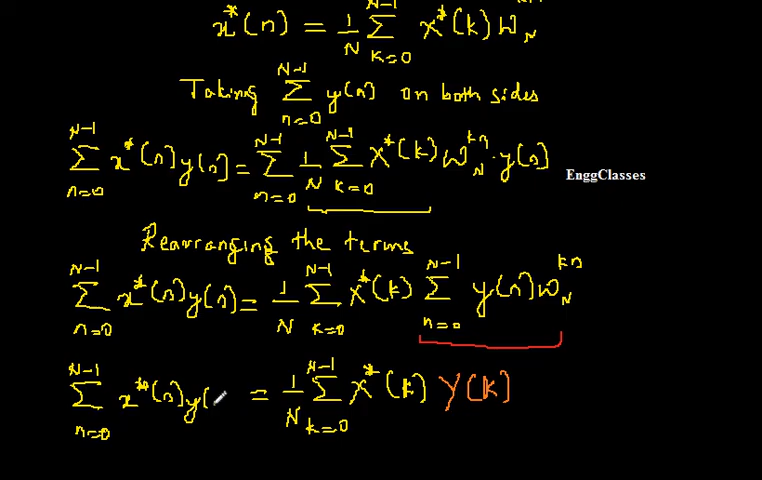 x*(n) = 1/N Σ_{k=0}^{N-1} X*(k) W_N^{kn}
Taking Σ_{n=0}^{N-1} y(n) on both sides
Σ_{n=0}^{N-1} x*(n) y(n) = Σ_{n=0}^{N-1} 1/N Σ_{k=0}^{N-1} X*(k) W_N^{kn} · y(n)
EnggClasses
Rearranging the terms
Σ_{n=0}^{N-1} x*(n) y(n) = 1/N Σ_{k=0}^{N-1} X*(k) Σ_{n=0}^{N-1} y(n) W_N^{kn}
Σ_{n=0}^{N-1} x*(n) y( = 1/N Σ_{k=0}^{N-1} X*(k) Y(k)